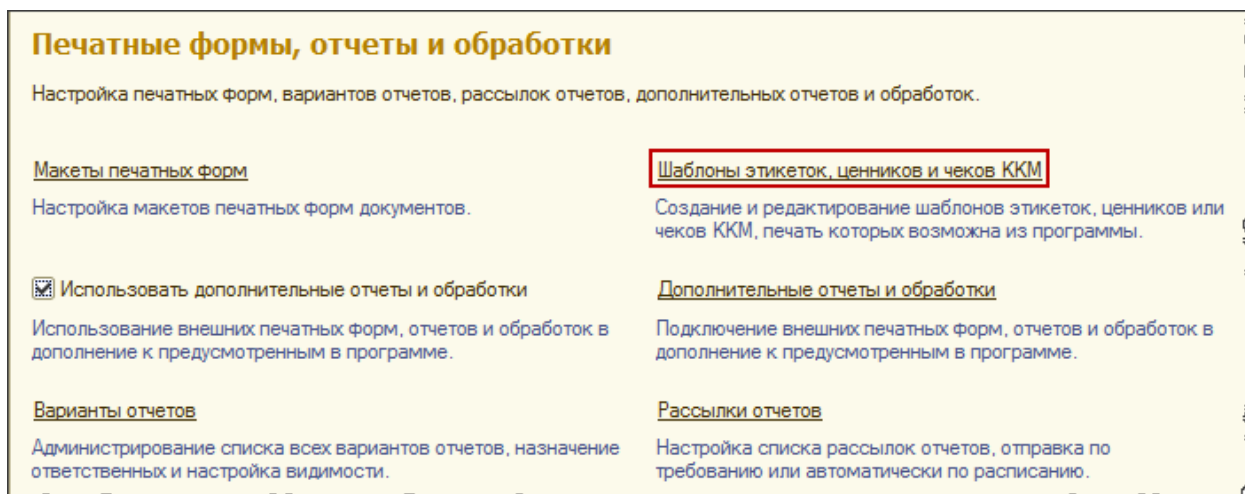 Печатные формы, отчеты и обработки
Настройка печатных форм, вариантов отчетов, рассылок отчетов, дополнительных отчетов и обработок.
Макеты печатных форм
Настройка макетов печатных форм документов.
Шаблоны этикеток, ценников и чеков ККМ
Создание и редактирование шаблонов этикеток, ценников или
чеков ККМ, печать которых возможна из программы.
Использовать дополнительные отчеты и обработки
Использование внешних печатных форм, отчетов и обработок в
дополнение к предусмотренным в программе.
Дополнительные отчеты и обработки
Подключение внешних печатных форм, отчетов и обработок в
дополнение к предусмотренным в программе.
Варианты отчетов
Администрирование списка всех вариантов отчетов, назначение
ответственных и настройка видимости.
Рассылки отчетов
Настройка списка рассылок отчетов, отправка по
требованию или автоматически по расписанию.